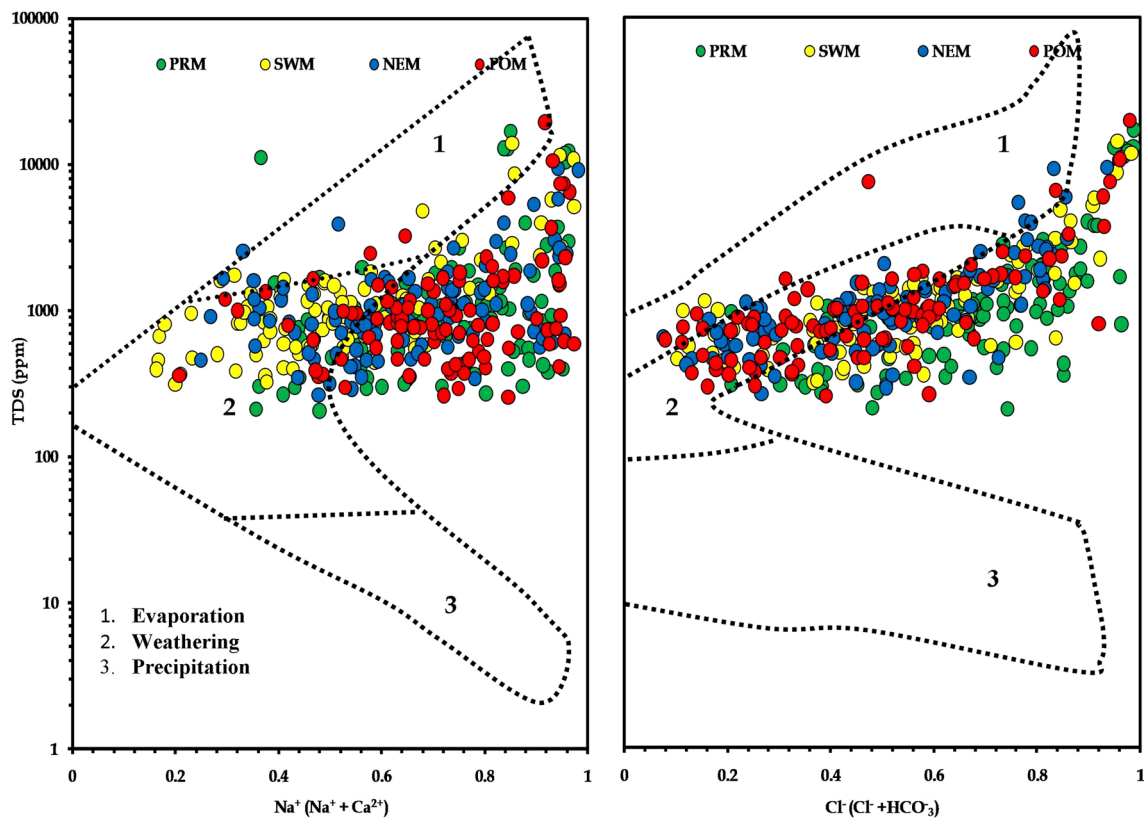 100000
10000
1000
100
10
1
TDS (ppm)
PRM SWM NEM POM
1
2
3
1. Evaporation
2. Weathering
3. Precipitation
0 0.2 0.4 0.6 0.8 1
Na⁺ (Na⁺ + Ca²⁺)
PRM SWM NEM POM
1
2
3
0 0.2 0.4 0.6 0.8 1
Cl⁻ (Cl⁻ +HCO⁻₃)